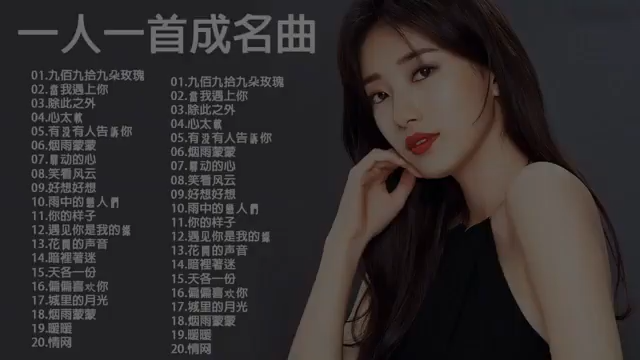 一人一首成名曲
01.九佰九拾九朵玫瑰
02.當我遇上你
03.除此之外
04.心太軟
05.有没有人告訴你
06.烟雨蒙蒙
07.動的心
08.笑看风云
09.好想好想
10.雨中的戀人們
11.你的样子
12.遇见你是我的緣
13.花開的声音
14.暗裡著迷
15.天各一份
16.偏偏喜欢你
17.城里的月光
18.烟雨蒙蒙
19.暖暖
20.情网
01.九佰九拾九朵玫瑰
02.當我遇上你
03.除此之外
04.心太軟
05.有没有人告訴你
06.烟雨蒙蒙
07.動的心
08.笑看风云
09.好想好想
10.雨中的戀人們
11.你的样子
12.遇见你是我的緣
13.花開的声音
14.暗裡著迷
15.天各一份
16.偏偏喜欢你
17.城里的月光
18.烟雨蒙蒙
19.暖暖
20.情网